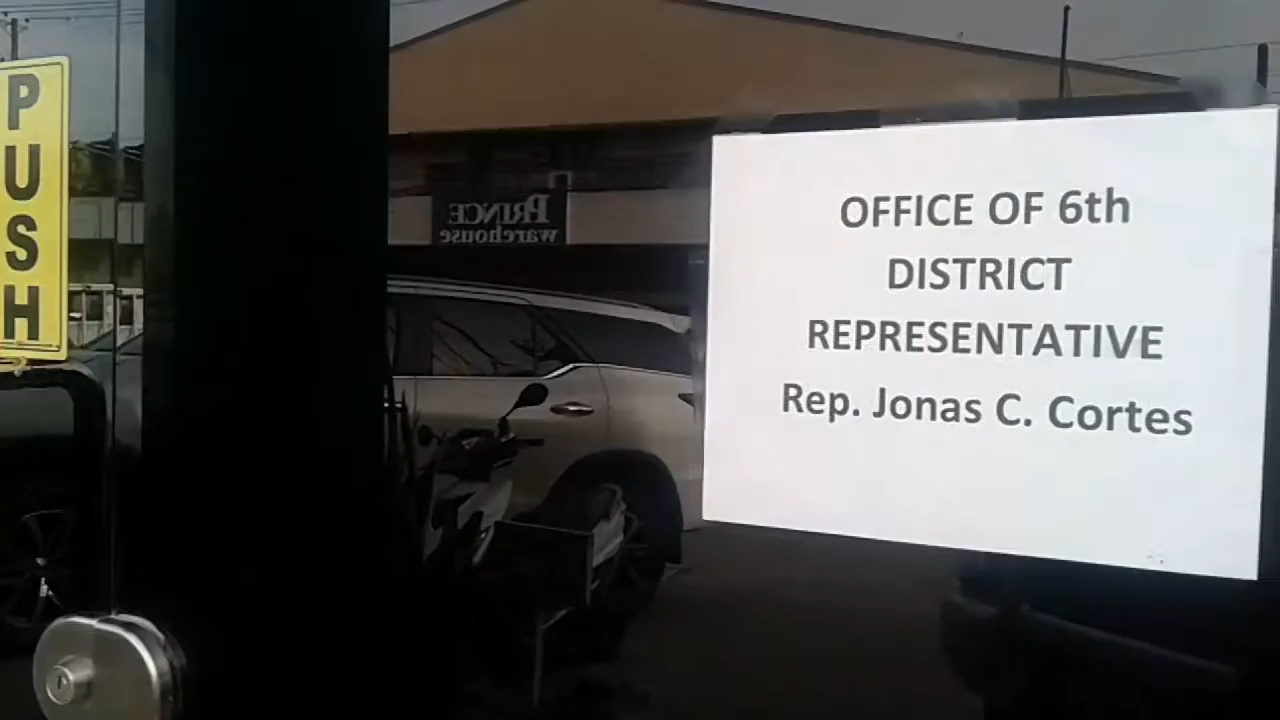 PUSH
PRINCE
warehouse
OFFICE OF 6th
DISTRICT
REPRESENTATIVE
Rep. Jonas C. Cortes